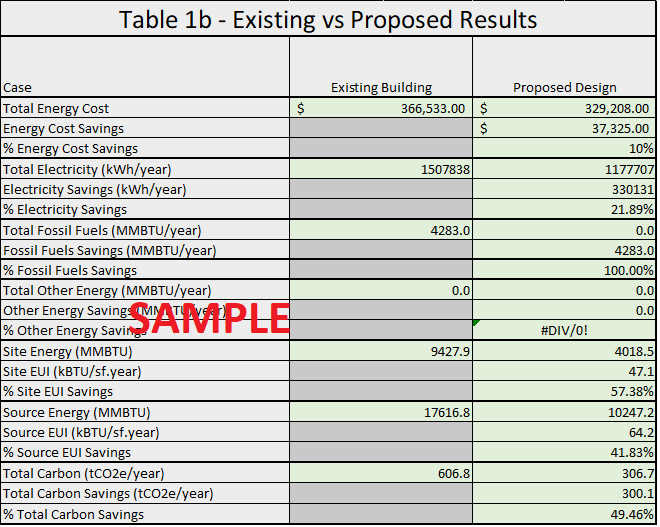 Table 1b - Existing vs Proposed Results
Case Existing Building Proposed Design
Total Energy Cost $ 366,533.00 $ 329,208.00
Energy Cost Savings $ 37,325.00
% Energy Cost Savings 10%
Total Electricity (kWh/year) 1507838 1177707
Electricity Savings (kWh/year) 330131
% Electricity Savings 21.89%
Total Fossil Fuels (MMBTU/year) 4283.0 0.0
Fossil Fuels Savings (MMBTU/year) 4283.0
% Fossil Fuels Savings 100.00%
Total Other Energy (MMBTU/year) 0.0 0.0
Other Energy Savings (MMBTU/year) 0.0
SAMPLE
% Other Energy Savings #DIV/0!
Site Energy (MMBTU) 9427.9 4018.5
Site EUI (kBTU/sf.year) 47.1
% Site EUI Savings 57.38%
Source Energy (MMBTU) 17616.8 10247.2
Source EUI (kBTU/sf.year) 64.2
% Source EUI Savings 41.83%
Total Carbon (tCO2e/year) 606.8 306.7
Total Carbon Savings (tCO2e/year) 300.1
% Total Carbon Savings 49.46%